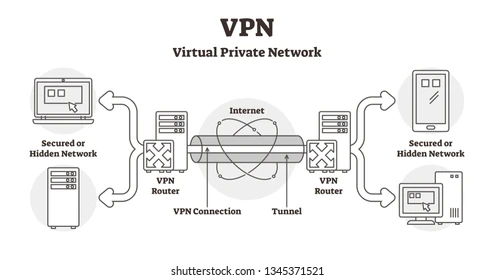 VPN
Virtual Private Network
Internet
Secured or
Hidden Network
Secured or
Hidden Network
VPN
Router
VPN
Router
VPN Connection
Tunnel
shutterstock.com · 1345371521